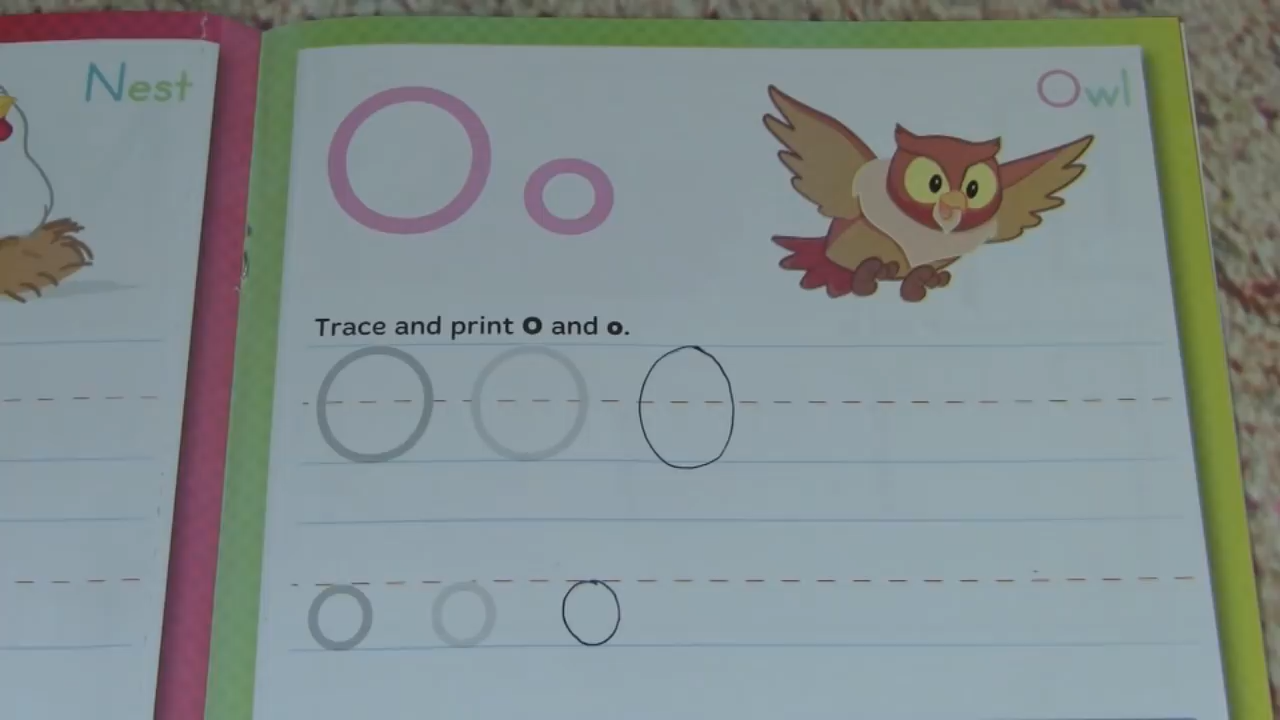 Nest
O o
Owl
Trace and print O and o.
O O O
o o o